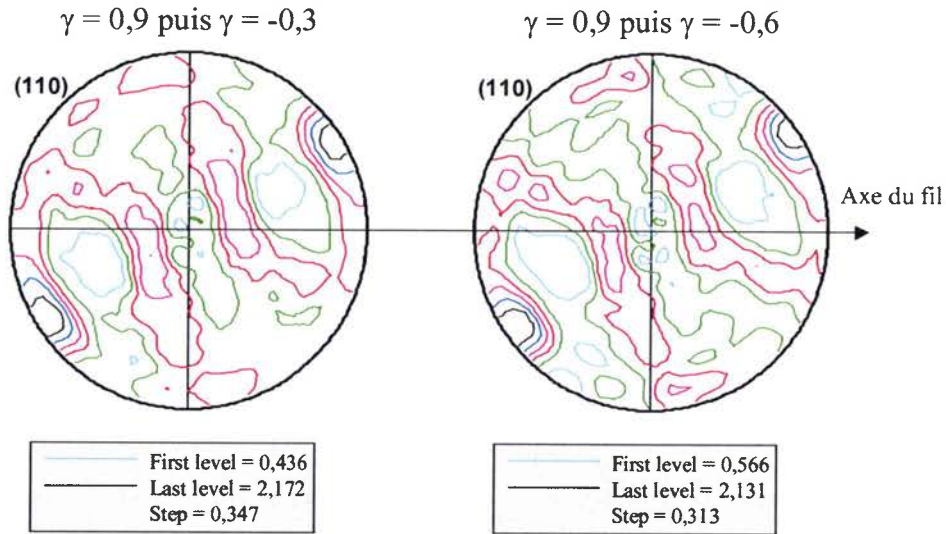 γ = 0,9 puis γ = -0,3
γ = 0,9 puis γ = -0,6
(110)
(110)
Axe du fil
First level = 0,436
Last level = 2,172
Step = 0,347
First level = 0,566
Last level = 2,131
Step = 0,313